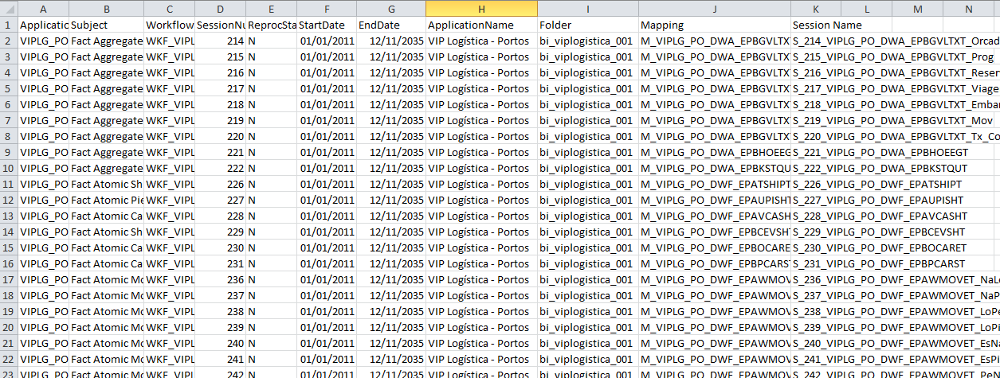 A B C D E F G H I J K L M N
1 Applicatic Subject Workflow SessionNu ReprocSta StartDate EndDate ApplicationName Folder Mapping Session Name
2 VIPLG_PO Fact Aggregate WKF_VIPL 214 N 01/01/2011 12/11/2035 VIP Logística - Portos bi_viplogistica_001 M_VIPLG_PO_DWA_EPBGVLTXT S_214_VIPLG_PO_DWA_EPBGVLTXT_Orcad
3 VIPLG_PO Fact Aggregate WKF_VIPL 215 N 01/01/2011 12/11/2035 VIP Logística - Portos bi_viplogistica_001 M_VIPLG_PO_DWA_EPBGVLTXT S_215_VIPLG_PO_DWA_EPBGVLTXT_Prog
4 VIPLG_PO Fact Aggregate WKF_VIPL 216 N 01/01/2011 12/11/2035 VIP Logística - Portos bi_viplogistica_001 M_VIPLG_PO_DWA_EPBGVLTXT S_216_VIPLG_PO_DWA_EPBGVLTXT_Reser
5 VIPLG_PO Fact Aggregate WKF_VIPL 217 N 01/01/2011 12/11/2035 VIP Logística - Portos bi_viplogistica_001 M_VIPLG_PO_DWA_EPBGVLTXT S_217_VIPLG_PO_DWA_EPBGVLTXT_Viage
6 VIPLG_PO Fact Aggregate WKF_VIPL 218 N 01/01/2011 12/11/2035 VIP Logística - Portos bi_viplogistica_001 M_VIPLG_PO_DWA_EPBGVLTXT S_218_VIPLG_PO_DWA_EPBGVLTXT_Embar
7 VIPLG_PO Fact Aggregate WKF_VIPL 219 N 01/01/2011 12/11/2035 VIP Logística - Portos bi_viplogistica_001 M_VIPLG_PO_DWA_EPBGVLTXT S_219_VIPLG_PO_DWA_EPBGVLTXT_Mov
8 VIPLG_PO Fact Aggregate WKF_VIPL 220 N 01/01/2011 12/11/2035 VIP Logística - Portos bi_viplogistica_001 M_VIPLG_PO_DWA_EPBGVLTXT S_220_VIPLG_PO_DWA_EPBGVLTXT_Tx_Co
9 VIPLG_PO Fact Aggregate WKF_VIPL 221 N 01/01/2011 12/11/2035 VIP Logística - Portos bi_viplogistica_001 M_VIPLG_PO_DWA_EPBHOEEG S_221_VIPLG_PO_DWA_EPBHOEEGT
10 VIPLG_PO Fact Aggregate WKF_VIPL 222 N 01/01/2011 12/11/2035 VIP Logística - Portos bi_viplogistica_001 M_VIPLG_PO_DWA_EPBKSTQU S_222_VIPLG_PO_DWA_EPBKSTQUT
11 VIPLG_PO Fact Atomic Sh WKF_VIPL 226 N 01/01/2011 12/11/2035 VIP Logística - Portos bi_viplogistica_001 M_VIPLG_PO_DWF_EPATSHIPT S_226_VIPLG_PO_DWF_EPATSHIPT
12 VIPLG_PO Fact Atomic Pie WKF_VIPL 227 N 01/01/2011 12/11/2035 VIP Logística - Portos bi_viplogistica_001 M_VIPLG_PO_DWF_EPAUPISHT S_227_VIPLG_PO_DWF_EPAUPISHT
13 VIPLG_PO Fact Atomic Ca WKF_VIPL 228 N 01/01/2011 12/11/2035 VIP Logística - Portos bi_viplogistica_001 M_VIPLG_PO_DWF_EPAVCASH S_228_VIPLG_PO_DWF_EPAVCASHT
14 VIPLG_PO Fact Atomic Sh WKF_VIPL 229 N 01/01/2011 12/11/2035 VIP Logística - Portos bi_viplogistica_001 M_VIPLG_PO_DWF_EPBCEVSH S_229_VIPLG_PO_DWF_EPBCEVSHT
15 VIPLG_PO Fact Atomic Ca WKF_VIPL 230 N 01/01/2011 12/11/2035 VIP Logística - Portos bi_viplogistica_001 M_VIPLG_PO_DWF_EPBOCARE S_230_VIPLG_PO_DWF_EPBOCARET
16 VIPLG_PO Fact Atomic Ca WKF_VIPL 231 N 01/01/2011 12/11/2035 VIP Logística - Portos bi_viplogistica_001 M_VIPLG_PO_DWF_EPBPCARS S_231_VIPLG_PO_DWF_EPBPCARST
17 VIPLG_PO Fact Atomic Mo WKF_VIPL 236 N 01/01/2011 12/11/2035 VIP Logística - Portos bi_viplogistica_001 M_VIPLG_PO_DWF_EPAWMOV S_236_VIPLG_PO_DWF_EPAWMOVET_NaLo
18 VIPLG_PO Fact Atomic Mo WKF_VIPL 237 N 01/01/2011 12/11/2035 VIP Logística - Portos bi_viplogistica_001 M_VIPLG_PO_DWF_EPAWMOV S_237_VIPLG_PO_DWF_EPAWMOVET_NaP
19 VIPLG_PO Fact Atomic Mo WKF_VIPL 238 N 01/01/2011 12/11/2035 VIP Logística - Portos bi_viplogistica_001 M_VIPLG_PO_DWF_EPAWMOV S_238_VIPLG_PO_DWF_EPAWMOVET_LoPe
20 VIPLG_PO Fact Atomic Mo WKF_VIPL 239 N 01/01/2011 12/11/2035 VIP Logística - Portos bi_viplogistica_001 M_VIPLG_PO_DWF_EPAWMOV S_239_VIPLG_PO_DWF_EPAWMOVET_LoPi
21 VIPLG_PO Fact Atomic Mo WKF_VIPL 240 N 01/01/2011 12/11/2035 VIP Logística - Portos bi_viplogistica_001 M_VIPLG_PO_DWF_EPAWMOV S_240_VIPLG_PO_DWF_EPAWMOVET_EsNa
22 VIPLG_PO Fact Atomic Mo WKF_VIPL 241 N 01/01/2011 12/11/2035 VIP Logística - Portos bi_viplogistica_001 M_VIPLG_PO_DWF_EPAWMOV S_241_VIPLG_PO_DWF_EPAWMOVET_EsPi
23 VIPLG_PO Fact Atomic Mo WKF_VIPL 242 N 01/01/2011 12/11/2035 VIP Logística - Portos bi_viplogistica_001 M_VIPLG_PO_DWF_EPAWMOV S_242_VIPLG_PO_DWF_EPAWMOVET_PePi